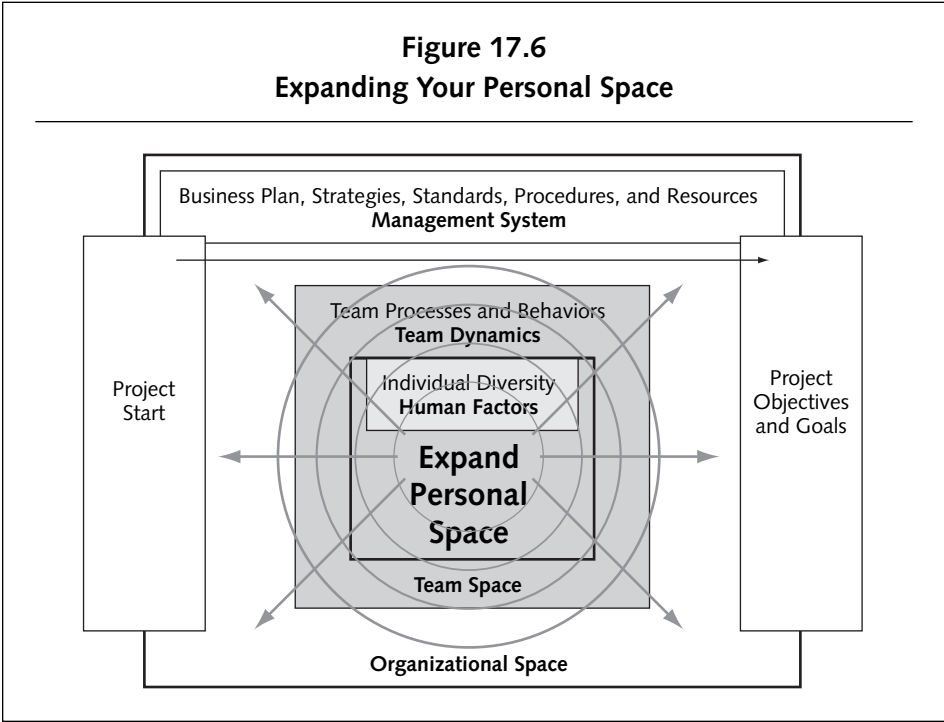 Figure 17.6
Expanding Your Personal Space
Business Plan, Strategies, Standards, Procedures, and Resources
Management System
Team Processes and Behaviors
Team Dynamics
Individual Diversity
Human Factors
Project
Start
Project
Objectives
and Goals
Expand
Personal
Space
Team Space
Organizational Space